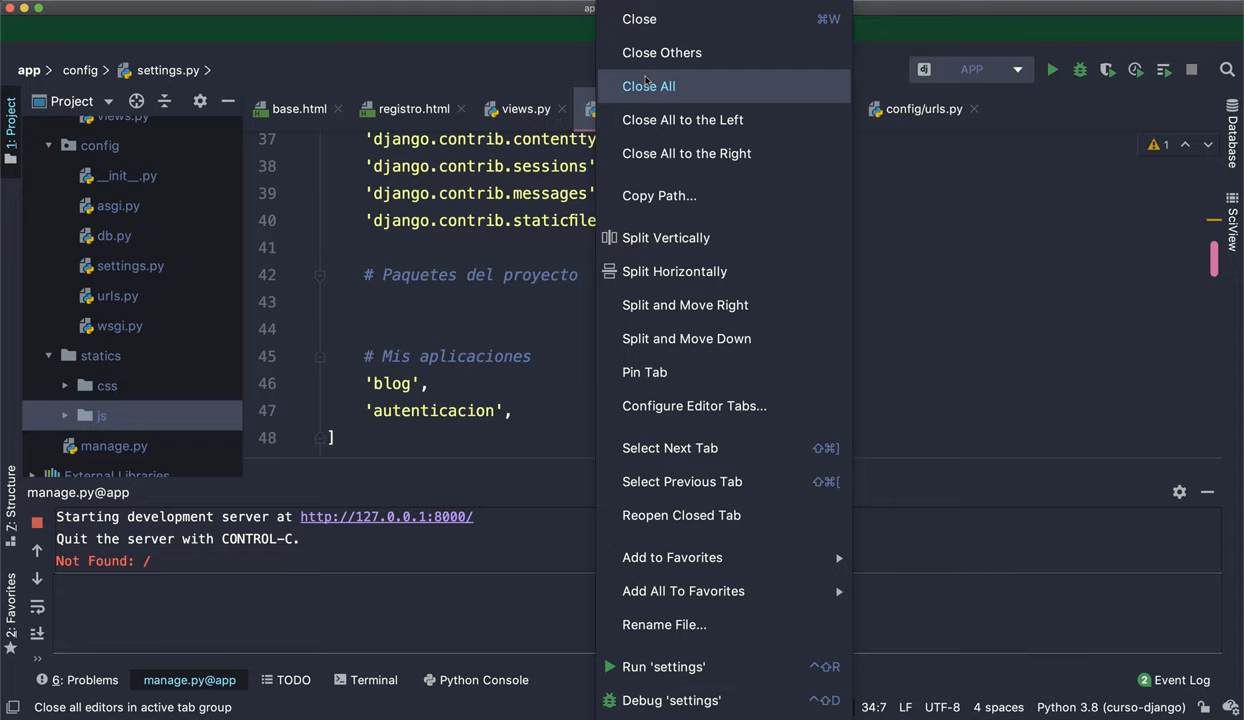 ap
app > config > settings.py >
APP
1: Project
Project
base.html
registro.html
views.py
config/urls.py
views.py
config
__init__.py
asgi.py
db.py
settings.py
urls.py
wsgi.py
statics
css
js
manage.py
External Libraries
37 'django.contrib.contentty
38 'django.contrib.sessions'
39 'django.contrib.messages'
40 'django.contrib.staticfile
41
42 # Paquetes del proyecto
43
44
45 # Mis aplicaciones
46 'blog',
47 'autenticacion',
48 ]
1
Database
SciView
Close ⌘W
Close Others
Close All
Close All to the Left
Close All to the Right
Copy Path...
Split Vertically
Split Horizontally
Split and Move Right
Split and Move Down
Pin Tab
Configure Editor Tabs...
Select Next Tab ⇧⌘]
Select Previous Tab ⇧⌘[
Reopen Closed Tab
Add to Favorites
Add All To Favorites
Rename File...
Run 'settings' ^⇧R
Debug 'settings' ^⇧D
Z: Structure
2: Favorites
manage.py@app
Starting development server at http://127.0.0.1:8000/
Quit the server with CONTROL-C.
Not Found: /
»
6: Problems
manage.py@app
TODO
Terminal
Python Console
2 Event Log
Close all editors in active tab group
34:7 LF UTF-8 4 spaces Python 3.8 (curso-django)